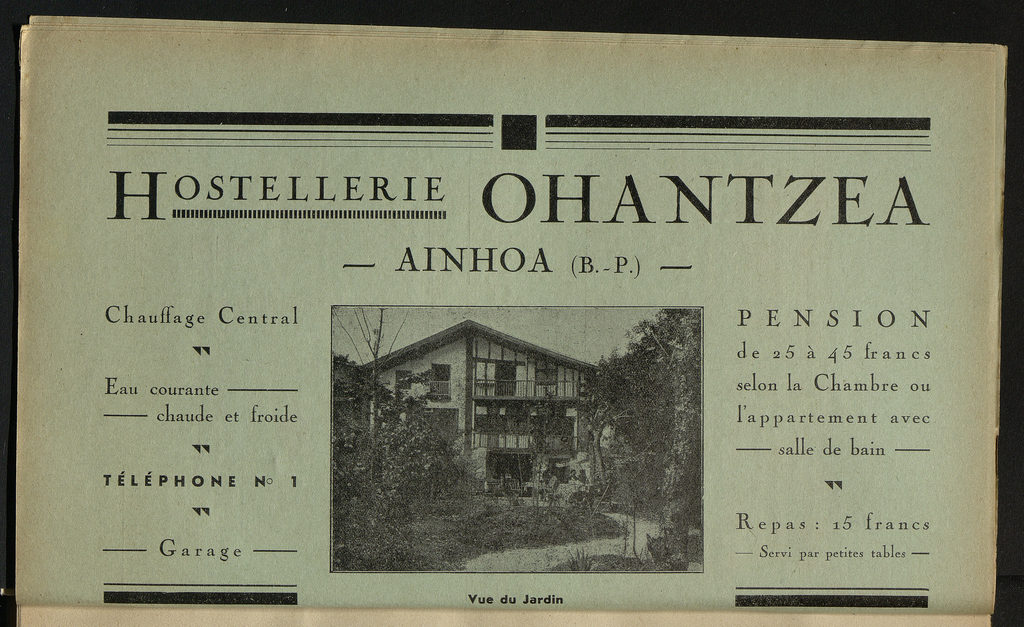 HOSTELLERIE OHANTZEA
— AINHOA (B.-P.) —
Chauffage Central
Eau courante —
— chaude et froide
TÉLÉPHONE No 1
— Garage —
Vue du Jardin
PENSION
de 25 à 45 francs
selon la Chambre ou
l'appartement avec
— salle de bain —
Repas : 15 francs
— Servi par petites tables —